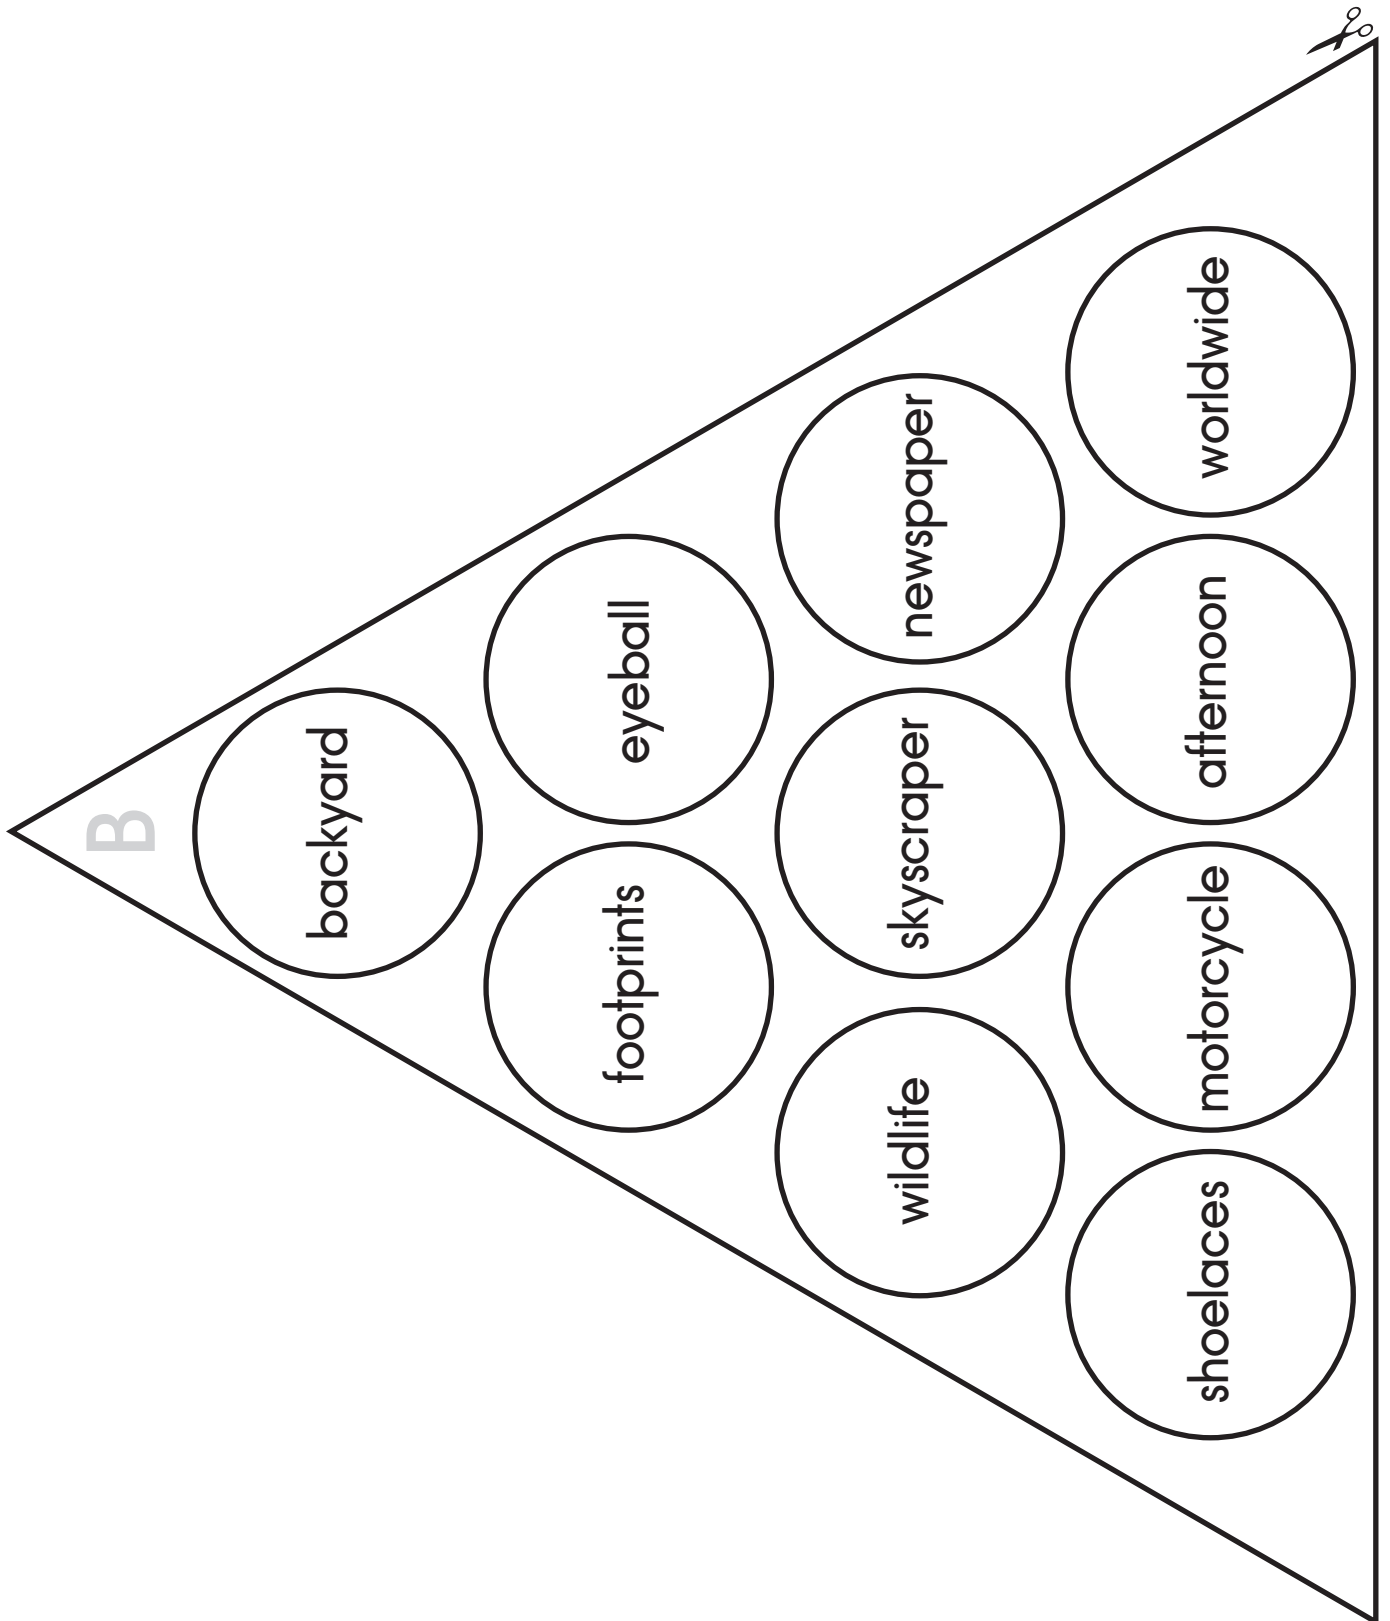 B
backyard
footprints eyeball
wildlife skyscraper newspaper
shoelaces motorcycle afternoon worldwide